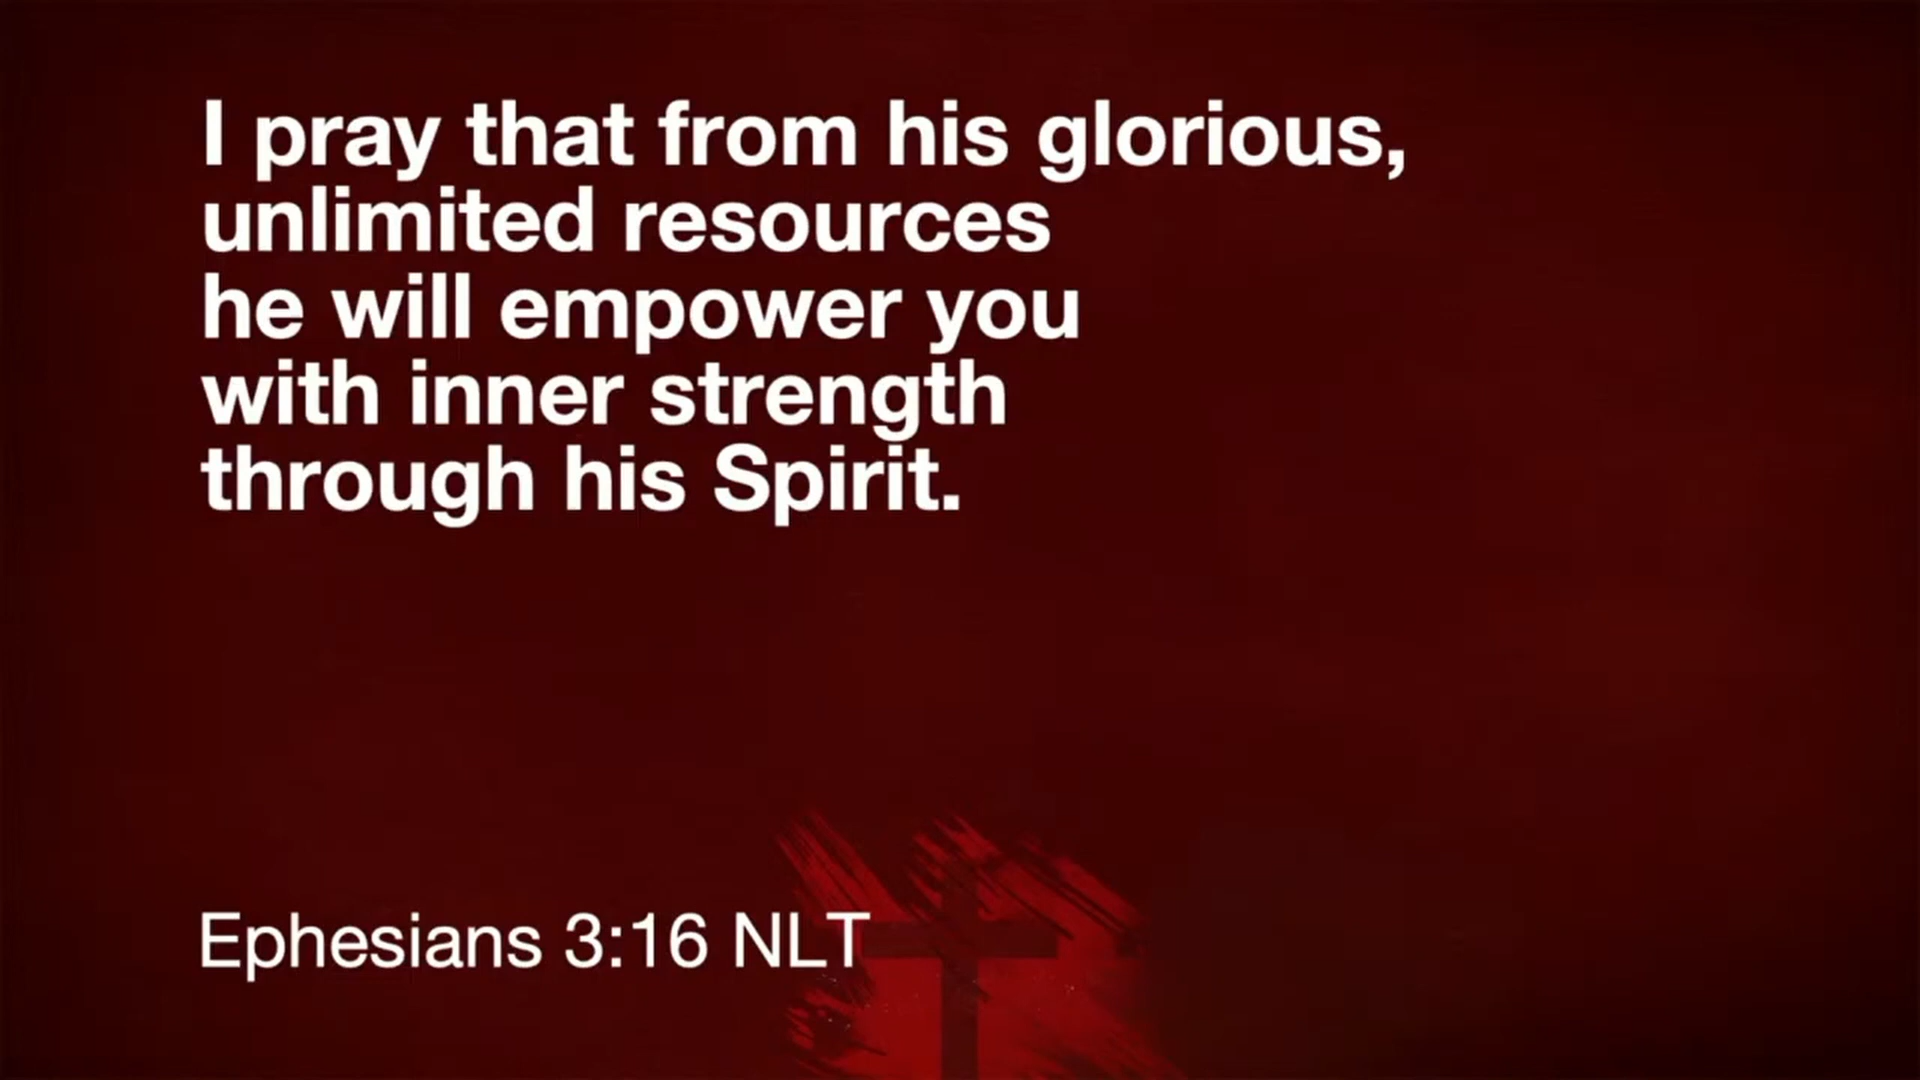 I pray that from his glorious,
unlimited resources
he will empower you
with inner strength
through his Spirit.
Ephesians 3:16 NLT